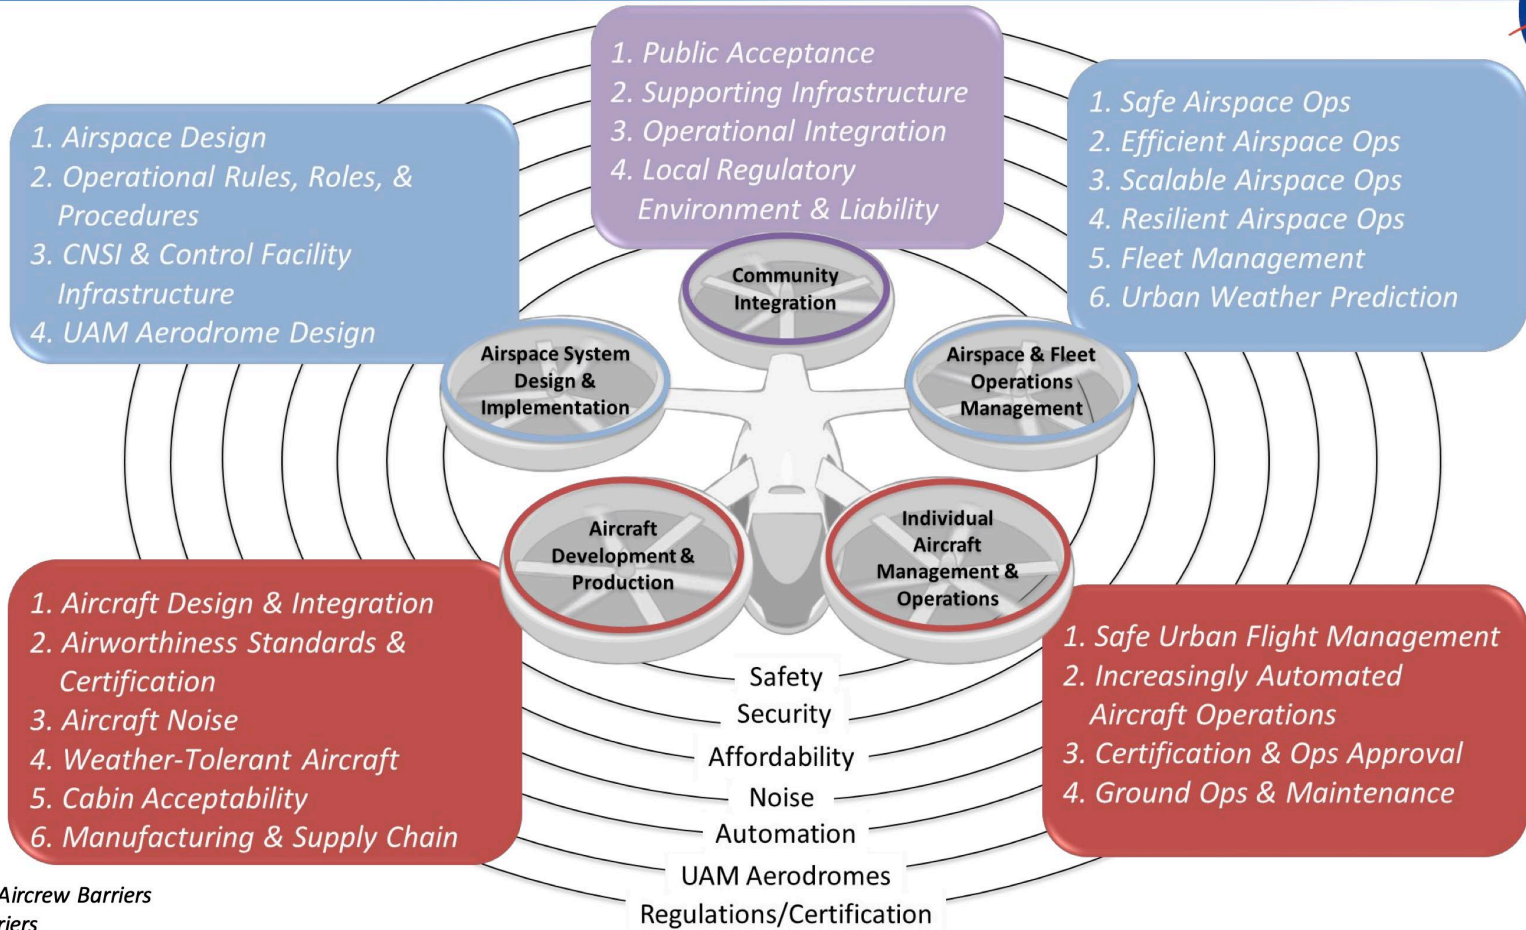 1. Public Acceptance
2. Supporting Infrastructure
3. Operational Integration
4. Local Regulatory
Environment & Liability
1. Airspace Design
2. Operational Rules, Roles, &
Procedures
3. CNSI & Control Facility
Infrastructure
4. UAM Aerodrome Design
1. Safe Airspace Ops
2. Efficient Airspace Ops
3. Scalable Airspace Ops
4. Resilient Airspace Ops
5. Fleet Management
6. Urban Weather Prediction
Community
Integration
Airspace System
Design &
Implementation
Airspace & Fleet
Operations
Management
Aircraft
Development &
Production
Individual
Aircraft
Management &
Operations
1. Aircraft Design & Integration
2. Airworthiness Standards &
Certification
3. Aircraft Noise
4. Weather-Tolerant Aircraft
5. Cabin Acceptability
6. Manufacturing & Supply Chain
1. Safe Urban Flight Management
2. Increasingly Automated
Aircraft Operations
3. Certification & Ops Approval
4. Ground Ops & Maintenance
Safety
Security
Affordability
Noise
Automation
UAM Aerodromes
Regulations/Certification
Aircrew Barriers